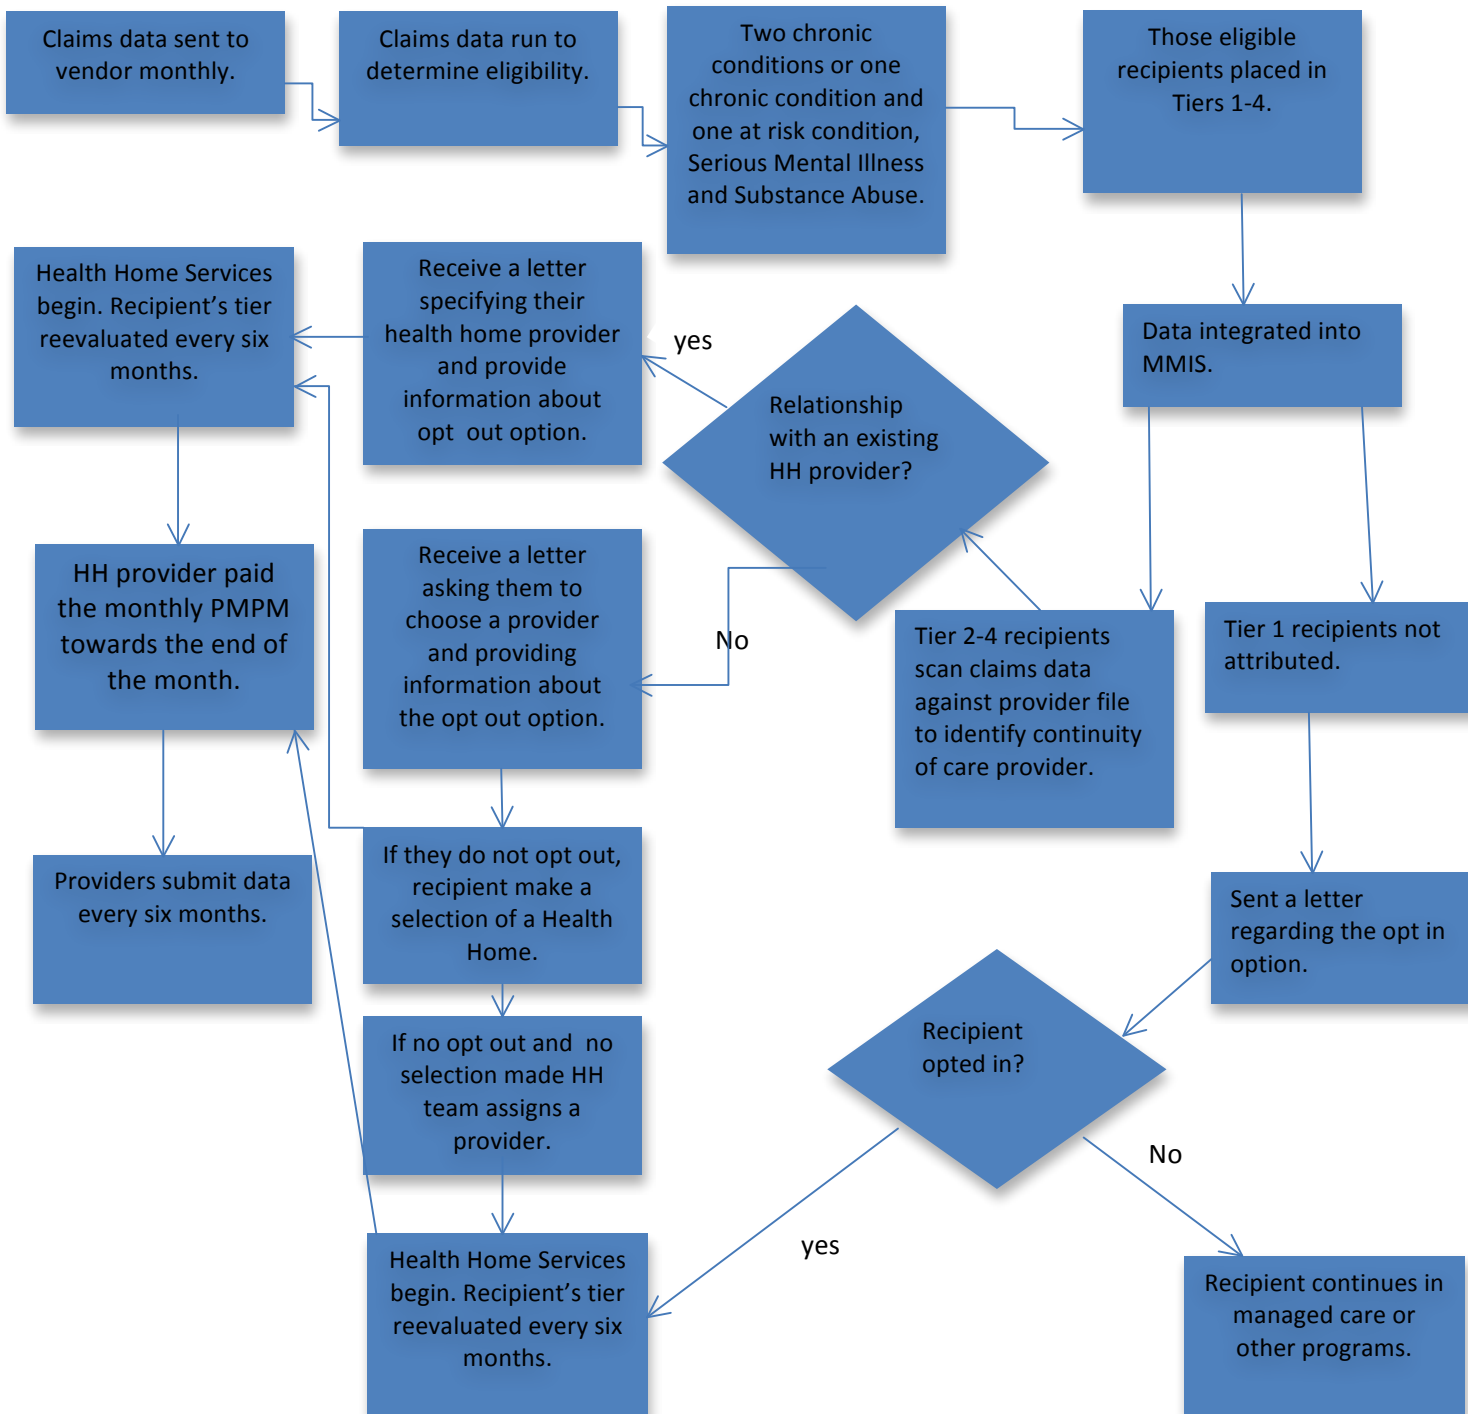 Claims data sent to
vendor monthly.
Claims data run to
determine eligibility.
Two chronic
conditions or one
chronic condition and
one at risk condition,
Serious Mental Illness
and Substance Abuse.
Those eligible
recipients placed in
Tiers 1-4.
Health Home Services
begin. Recipient’s tier
reevaluated every six
months.
Receive a letter
specifying their
health home provider
and provide
information about
opt  out option.
yes
Relationship
with an existing
HH provider?
Data integrated into
MMIS.
HH provider paid
the monthly PMPM
towards the end of
the month.
Receive a letter
asking them to
choose a provider
and providing
information about
the opt out option.
No
Tier 2-4 recipients
scan claims data
against provider file
to identify continuity
of care provider.
Tier 1 recipients not
attributed.
Providers submit data
every six months.
If they do not opt out,
recipient make a
selection of a Health
Home.
Sent a letter
regarding the opt in
option.
If no opt out and  no
selection made HH
team assigns a
provider.
Recipient
opted in?
No
yes
Health Home Services
begin. Recipient’s tier
reevaluated every six
months.
Recipient continues in
managed care or
other programs.